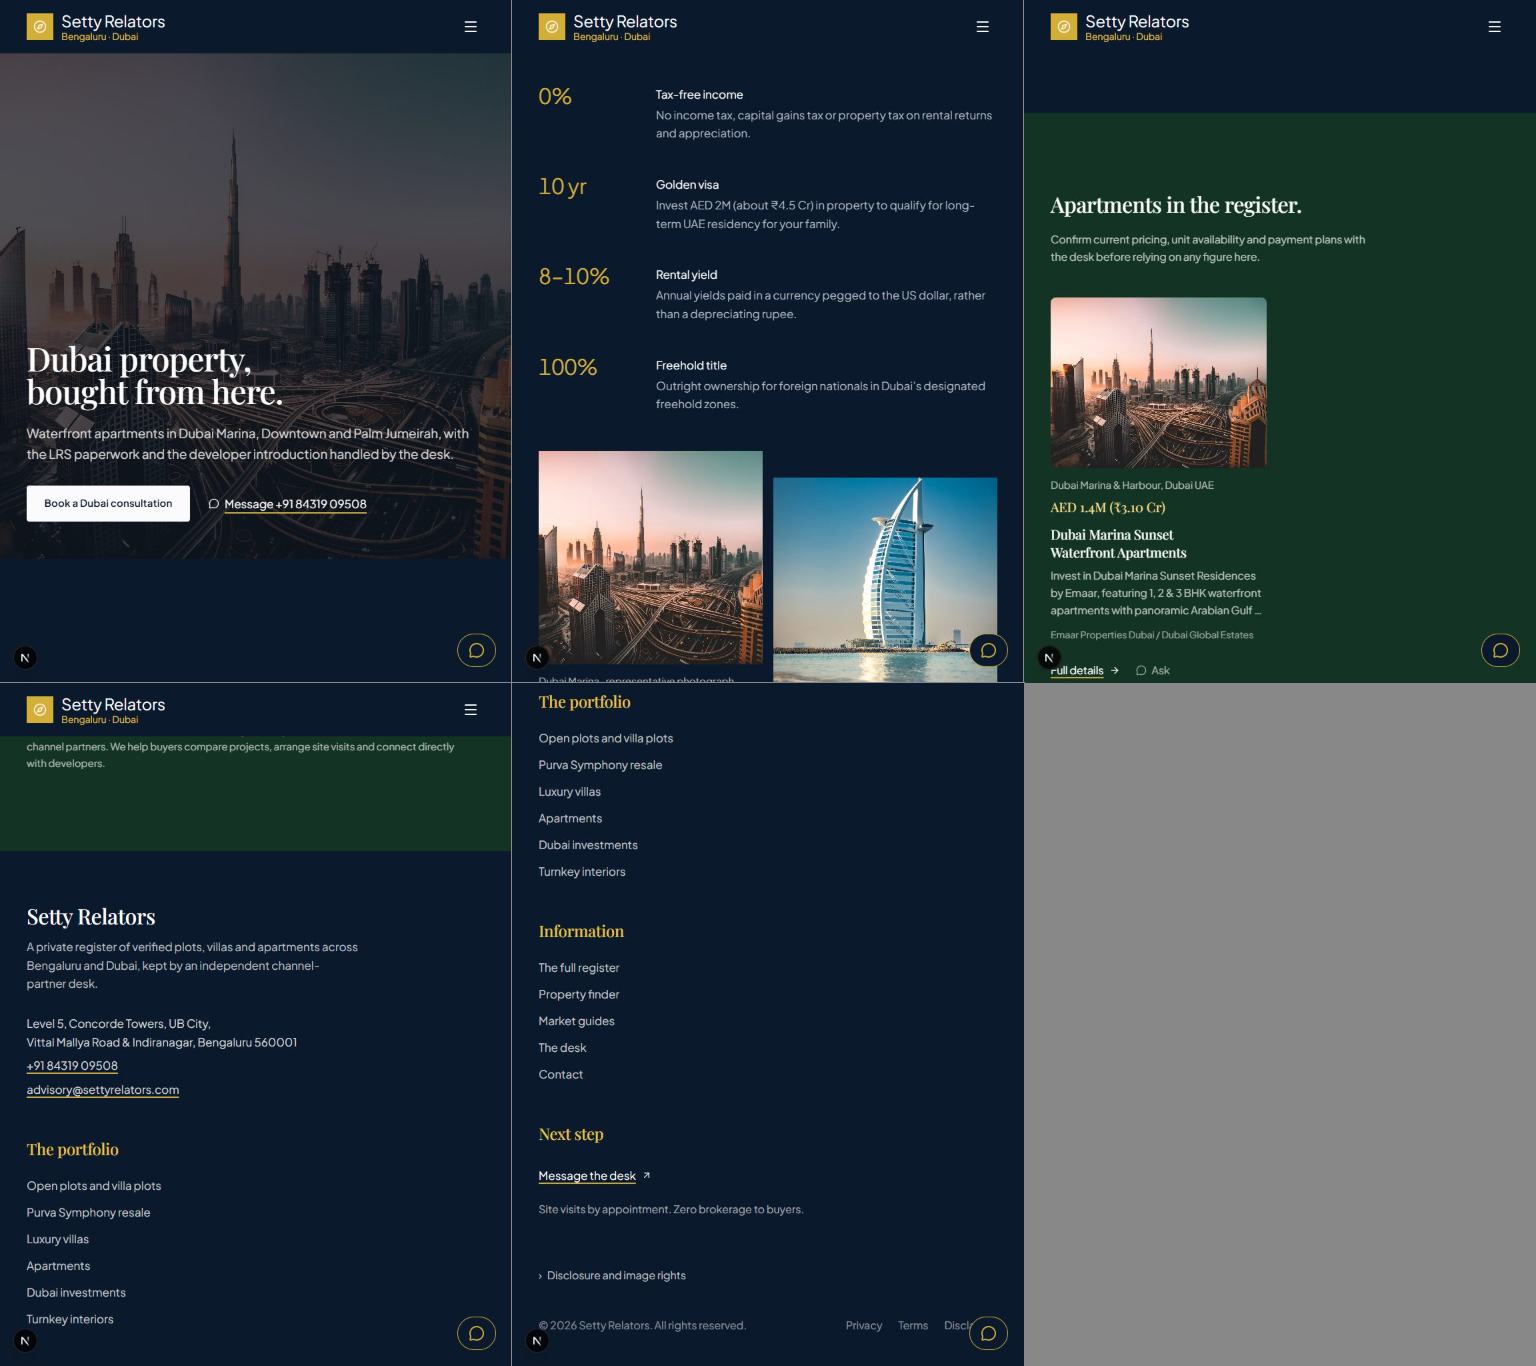 Setty Relators
Bengaluru · Dubai
Dubai property,
bought from here.
Waterfront apartments in Dubai Marina, Downtown and Palm Jumeirah, with
the LRS paperwork and the developer introduction handled by the desk.
Book a Dubai consultation
Message +91 84319 09508
N
Setty Relators
Bengaluru · Dubai
0%
Tax-free income
No income tax, capital gains tax or property tax on rental returns
and appreciation.
10 yr
Golden visa
Invest AED 2M (about ₹4.5 Cr) in property to qualify for long-
term UAE residency for your family.
8–10%
Rental yield
Annual yields paid in a currency pegged to the US dollar, rather
than a depreciating rupee.
100%
Freehold title
Outright ownership for foreign nationals in Dubai's designated
freehold zones.
Dubai Marina, representative photograph
N
Setty Relators
Bengaluru · Dubai
Apartments in the register.
Confirm current pricing, unit availability and payment plans with
the desk before relying on any figure here.
Dubai Marina & Harbour, Dubai UAE
AED 1.4M (₹3.10 Cr)
Dubai Marina Sunset
Waterfront Apartments
Invest in Dubai Marina Sunset Residences
by Emaar, featuring 1, 2 & 3 BHK waterfront
apartments with panoramic Arabian Gulf ...
Emaar Properties Dubai / Dubai Global Estates
N
Full details →
Ask
Setty Relators
Bengaluru · Dubai
channel partners. We help buyers compare projects, arrange site visits and connect directly
with developers.
Setty Relators
A private register of verified plots, villas and apartments across
Bengaluru and Dubai, kept by an independent channel-
partner desk.
Level 5, Concorde Towers, UB City,
Vittal Mallya Road & Indiranagar, Bengaluru 560001
+91 84319 09508
advisory@settyrelators.com
The portfolio
Open plots and villa plots
Purva Symphony resale
Luxury villas
Apartments
Dubai investments
Turnkey interiors
N
The portfolio
Open plots and villa plots
Purva Symphony resale
Luxury villas
Apartments
Dubai investments
Turnkey interiors
Information
The full register
Property finder
Market guides
The desk
Contact
Next step
Message the desk ↗
Site visits by appointment. Zero brokerage to buyers.
› Disclosure and image rights
© 2026 Setty Relators. All rights reserved.
Privacy
Terms
Discla
N